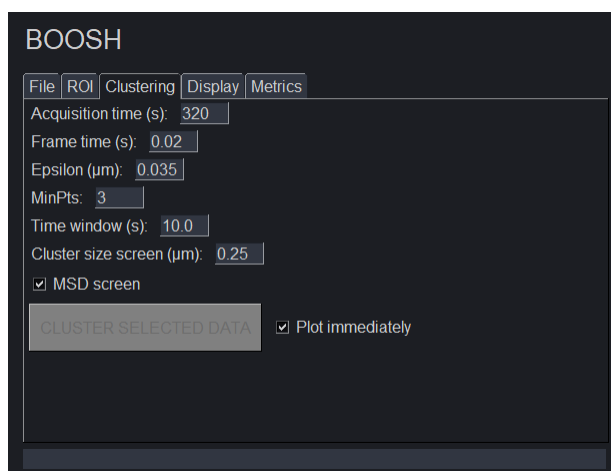 BOOSH
File ROI Clustering Display Metrics
Acquisition time (s): 320
Frame time (s): 0.02
Epsilon (μm): 0.035
MinPts: 3
Time window (s): 10.0
Cluster size screen (μm): 0.25
MSD screen
CLUSTER SELECTED DATA Plot immediately